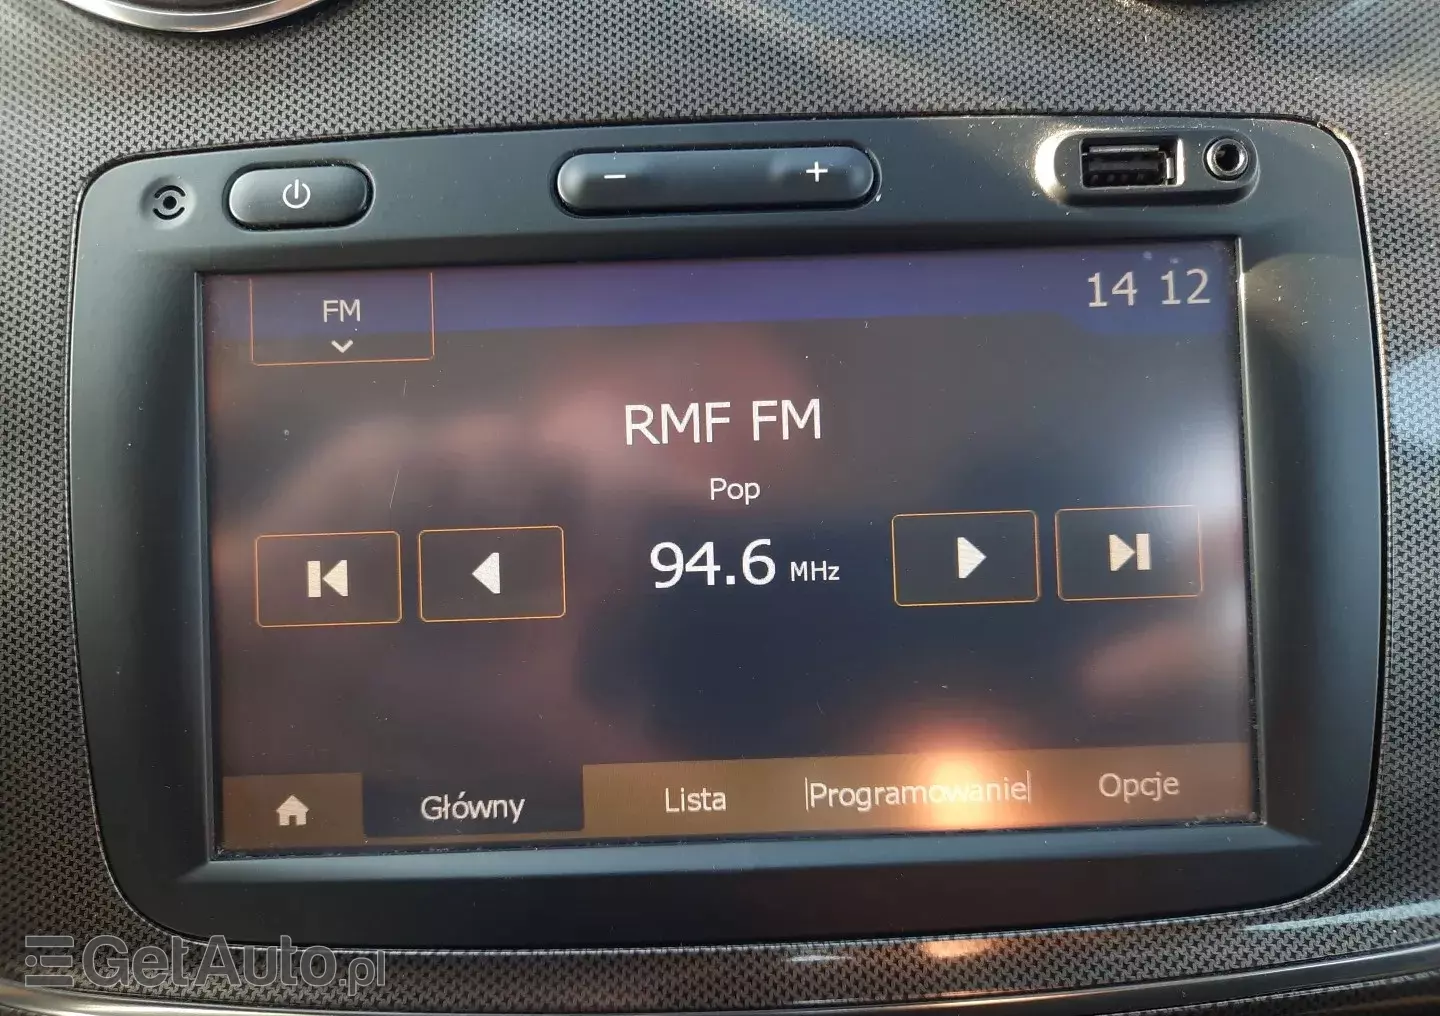 FM
14 12
RMF FM
Pop
94.6 MHz
Główny Lista Programowanie Opcje
GetAuto.pl